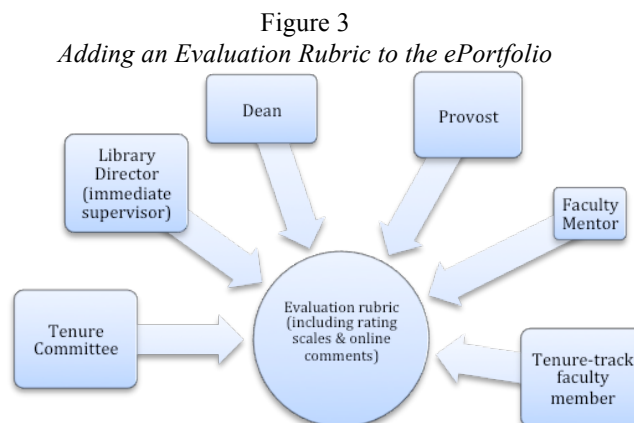 Figure 3
Adding an Evaluation Rubric to the ePortfolio
Dean
Provost
Library
Director
(immediate
supervisor)
Faculty
Mentor
Evaluation rubric
(including rating
scales & online
comments)
Tenure
Committee
Tenure-track
faculty
member